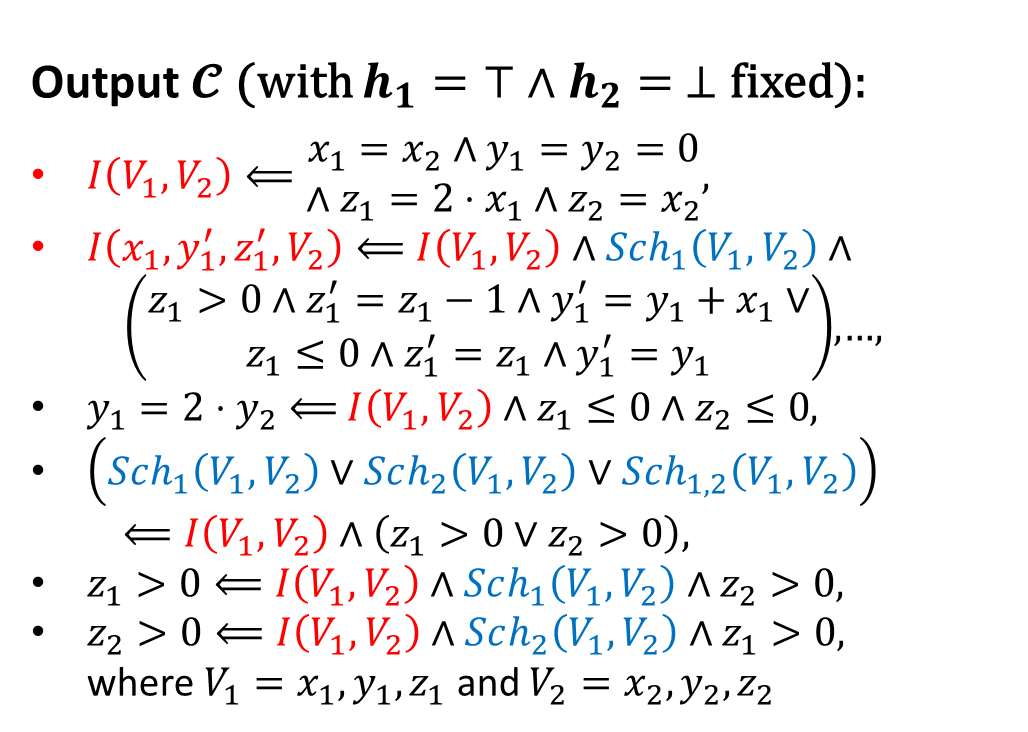 Output 𝒞 (with h₁ = ⊤ ∧ h₂ = ⊥ fixed):
• I(V₁, V₂) ⟸ x₁ = x₂ ∧ y₁ = y₂ = 0
∧ z₁ = 2 ⋅ x₁ ∧ z₂ = x₂,
• I(x₁, y₁′, z₁′, V₂) ⟸ I(V₁, V₂) ∧ Sch₁(V₁, V₂) ∧
(z₁ > 0 ∧ z₁′ = z₁ − 1 ∧ y₁′ = y₁ + x₁ ∨
z₁ ≤ 0 ∧ z₁′ = z₁ ∧ y₁′ = y₁),...,
• y₁ = 2 ⋅ y₂ ⟸ I(V₁, V₂) ∧ z₁ ≤ 0 ∧ z₂ ≤ 0,
• (Sch₁(V₁, V₂) ∨ Sch₂(V₁, V₂) ∨ Sch₁,₂(V₁, V₂))
⟸ I(V₁, V₂) ∧ (z₁ > 0 ∨ z₂ > 0),
• z₁ > 0 ⟸ I(V₁, V₂) ∧ Sch₁(V₁, V₂) ∧ z₂ > 0,
• z₂ > 0 ⟸ I(V₁, V₂) ∧ Sch₂(V₁, V₂) ∧ z₁ > 0,
where V₁ = x₁, y₁, z₁ and V₂ = x₂, y₂, z₂